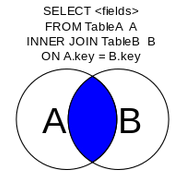 SELECT <fields>
FROM TableA A
INNER JOIN TableB B
ON A.key = B.key
A B